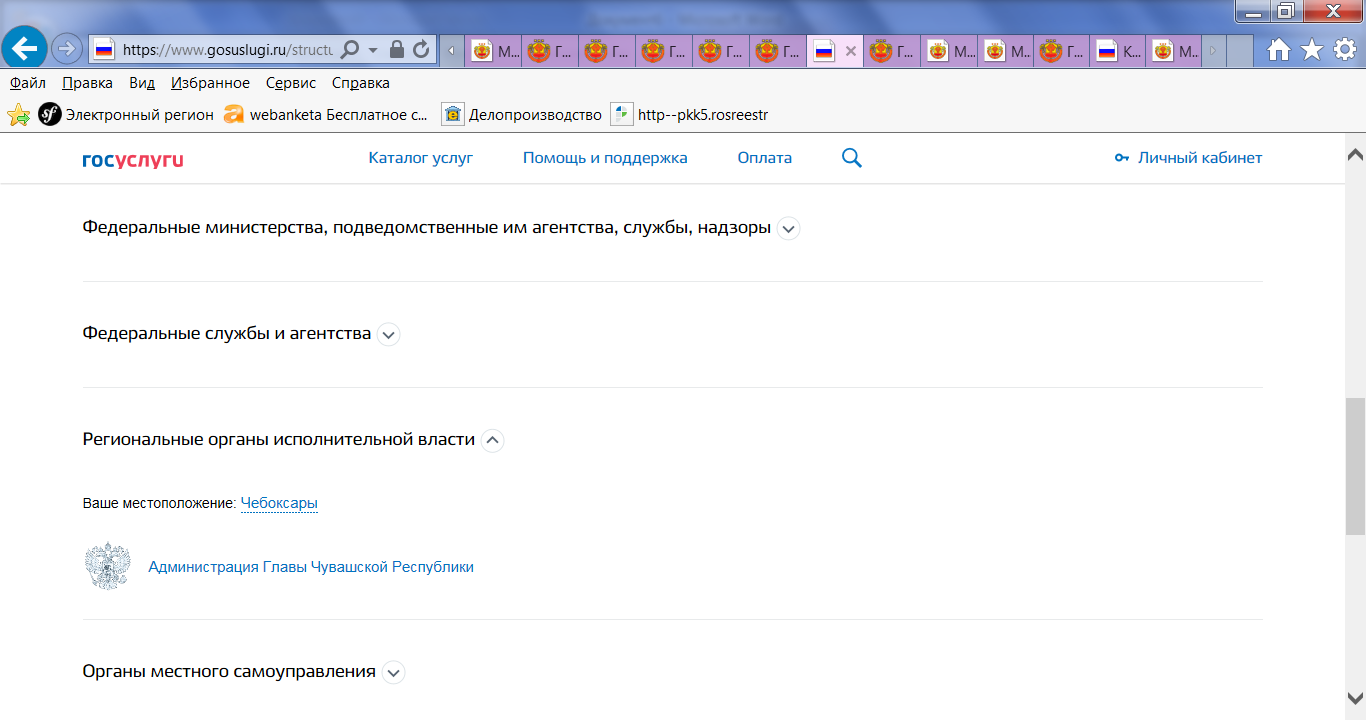 https://www.gosuslugi.ru/structu
М... Г... Г... Г... Г... Г... Г... М... М... Г... К... М...
Файл Правка Вид Избранное Сервис Справка
Электронный регион webanketa Бесплатное с... Делопроизводство http--pkk5.rosreestr
госуслуги Каталог услуг Помощь и поддержка Оплата Личный кабинет
Федеральные министерства, подведомственные им агентства, службы, надзоры
Федеральные службы и агентства
Региональные органы исполнительной власти
Ваше местоположение: Чебоксары
Администрация Главы Чувашской Республики
Органы местного самоуправления